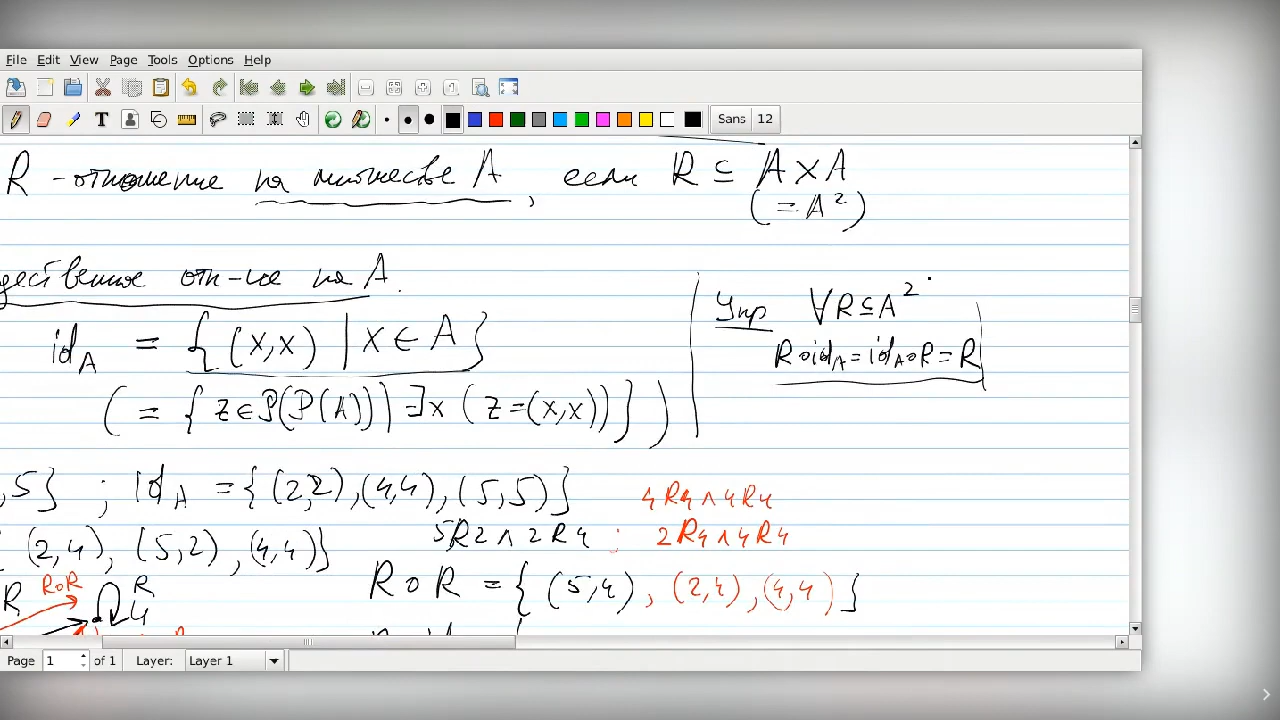 File Edit View Page Tools Options Help
Sans 12
R - отношение на множестве A, если R ⊆ A × A
(= A²)
дественное отн-ие на A.
id_A = {(x,x) | x ∈ A}
(= {z ∈ P(P(A)) ∃x (z = (x,x))})
Упр ∀R ⊆ A²
R∘id_A = id_A∘R = R
,5} ; id_A = {(2,2), (4,4), (5,5)}
4R4 ∧ 4R4
(2,4), (5,2), (4,4)}
5R2 ∧ 2R4 ; 2R4 ∧ 4R4
R R∘R R 4
R∘R = {(5,4), (2,4), (4,4)}
Page 1 of 1 Layer: Layer 1